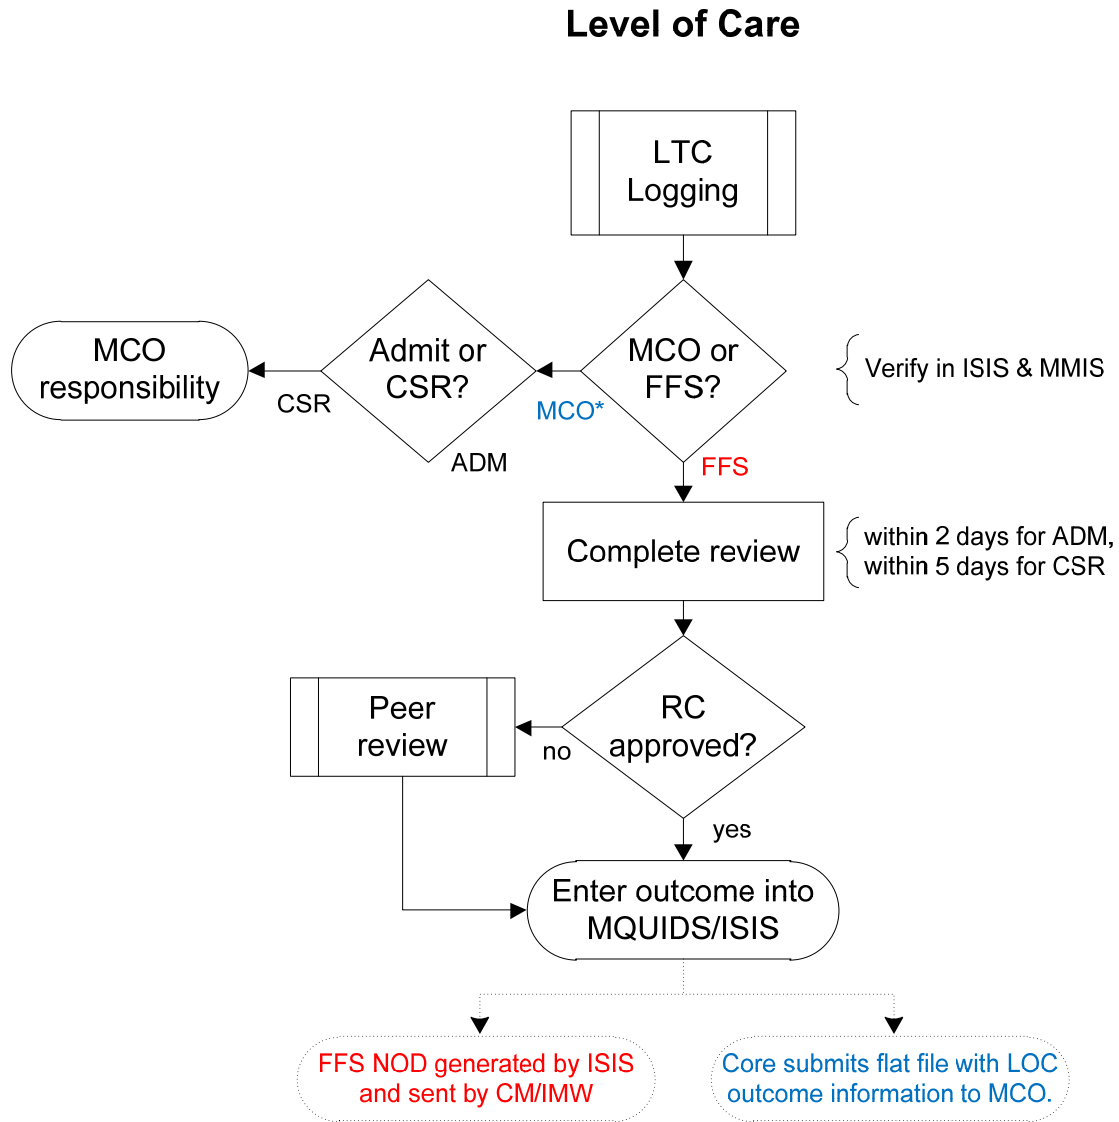 Level of Care
LTC
Logging
MCO or
FFS?
Verify in ISIS & MMIS
Admit or
CSR?
MCO
responsibility
CSR
MCO*
ADM
FFS
Complete review
within 2 days for ADM,
within 5 days for CSR
RC
approved?
Peer
review
no
yes
Enter outcome into
MQUIDS/ISIS
FFS NOD generated by ISIS
and sent by CM/IMW
Core submits flat file with LOC
outcome information to MCO.